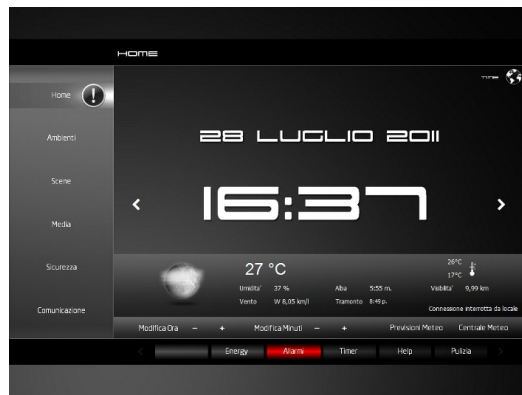 HOME
TIME
Home
Ambienti
Scene
Media
Sicurezza
Comunicazione
28 LUGLIO 2011
16:37
27 °C
Umidita' 37 %
Vento W 8,05 km/l
Alba 5:55 m.
Tramonto 8:49 p.
26°C
17°C
Visiblita' 9,99 km
Connessione interrotta da locale
Modifica Ora - +
Modifica Minuti - +
Previsioni Meteo
Centrale Meteo
Energy
Allarmi
Timer
Help
Pulizia